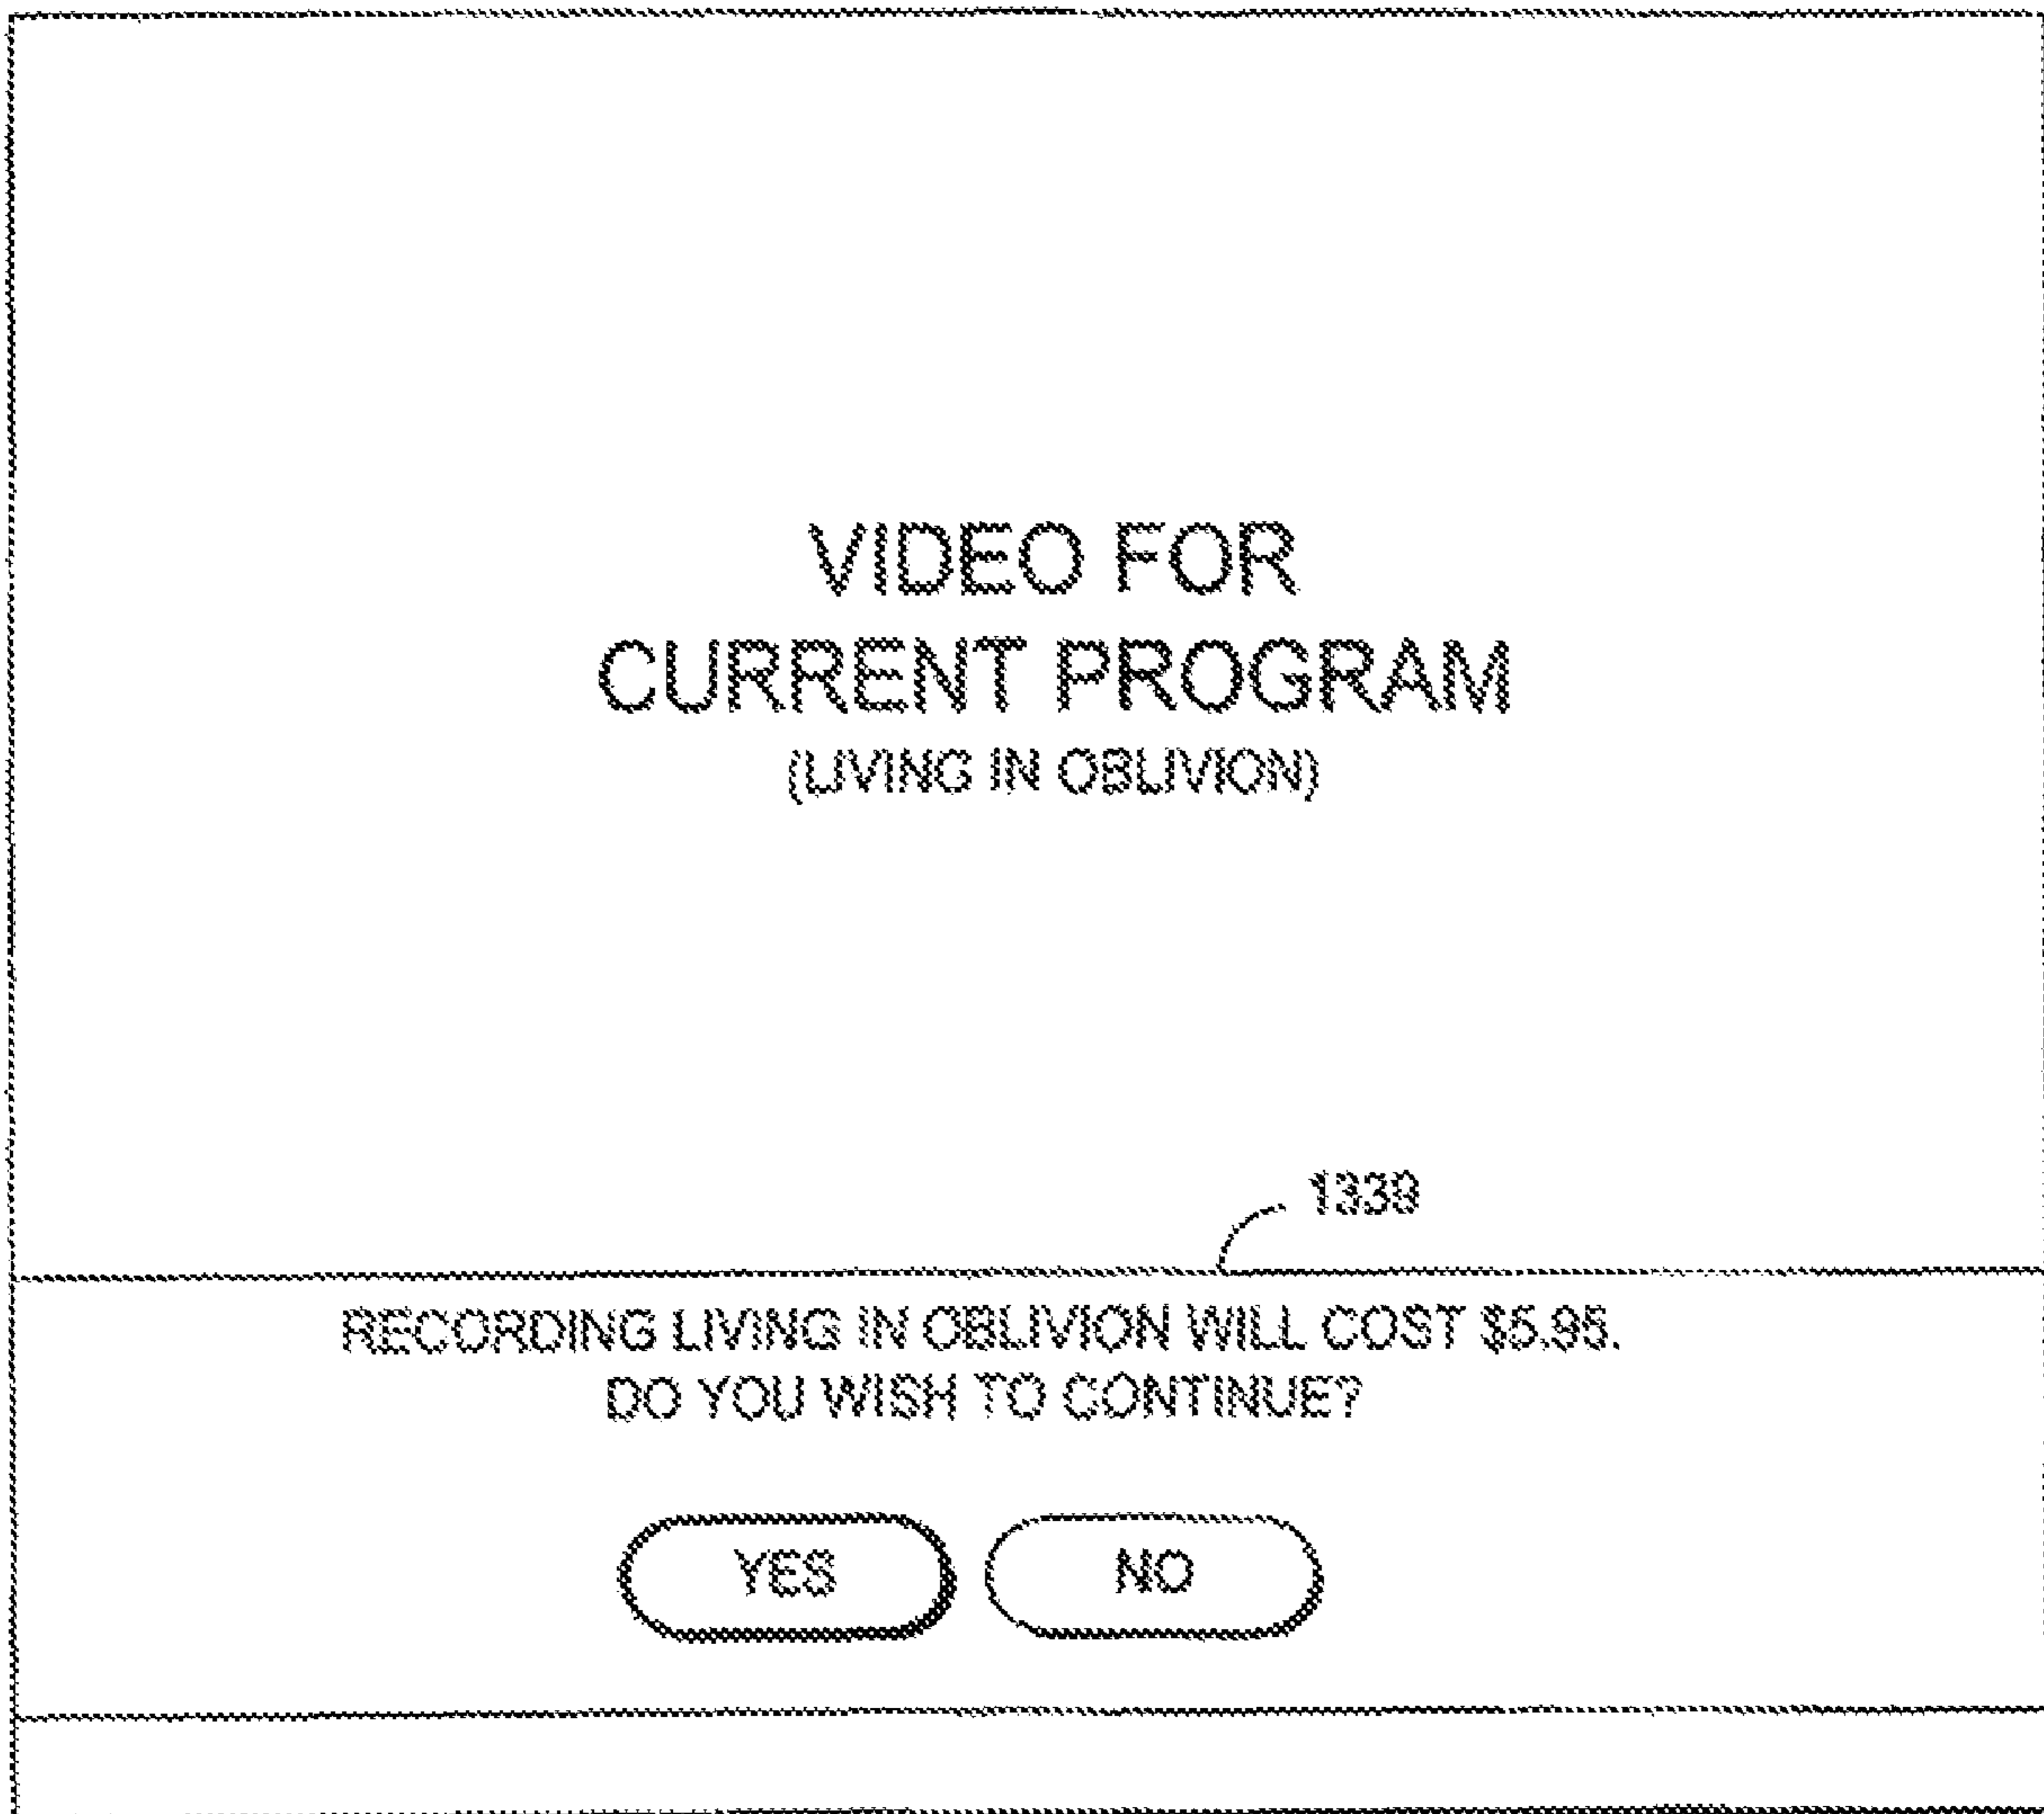 VIDEO FOR
CURRENT PROGRAM
(LIVING IN OBLIVION)
1339
RECORDING LIVING IN OBLIVION WILL COST $5.95.
DO YOU WISH TO CONTINUE?
YES NO